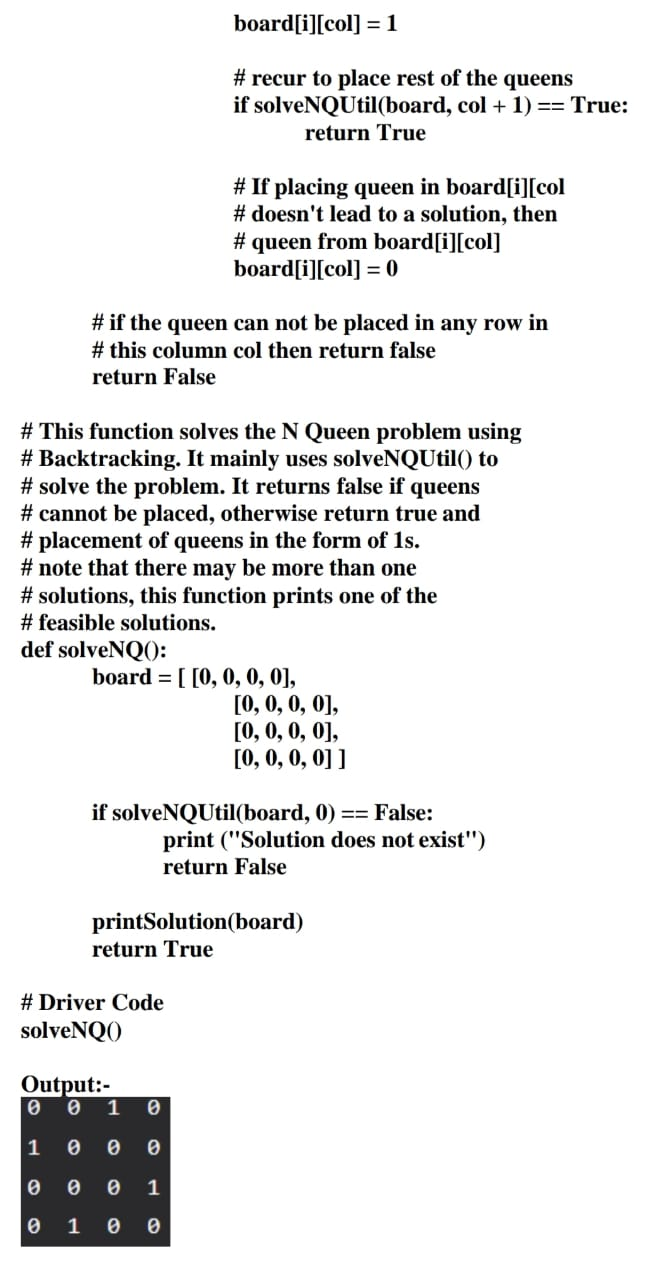 board[i][col] = 1
# recur to place rest of the queens
if solveNQUtil(board, col + 1) == True:
return True
# If placing queen in board[i][col
# doesn't lead to a solution, then
# queen from board[i][col]
board[i][col] = 0
# if the queen can not be placed in any row in
# this column col then return false
return False
# This function solves the N Queen problem using
# Backtracking. It mainly uses solveNQUtil() to
# solve the problem. It returns false if queens
# cannot be placed, otherwise return true and
# placement of queens in the form of 1s.
# note that there may be more than one
# solutions, this function prints one of the
# feasible solutions.
def solveNQ():
board = [ [0, 0, 0, 0],
[0, 0, 0, 0],
[0, 0, 0, 0],
[0, 0, 0, 0] ]
if solveNQUtil(board, 0) == False:
print ("Solution does not exist")
return False
printSolution(board)
return True
# Driver Code
solveNQ()
Output:-
0 0 1 0
1 0 0 0
0 0 0 1
0 1 0 0